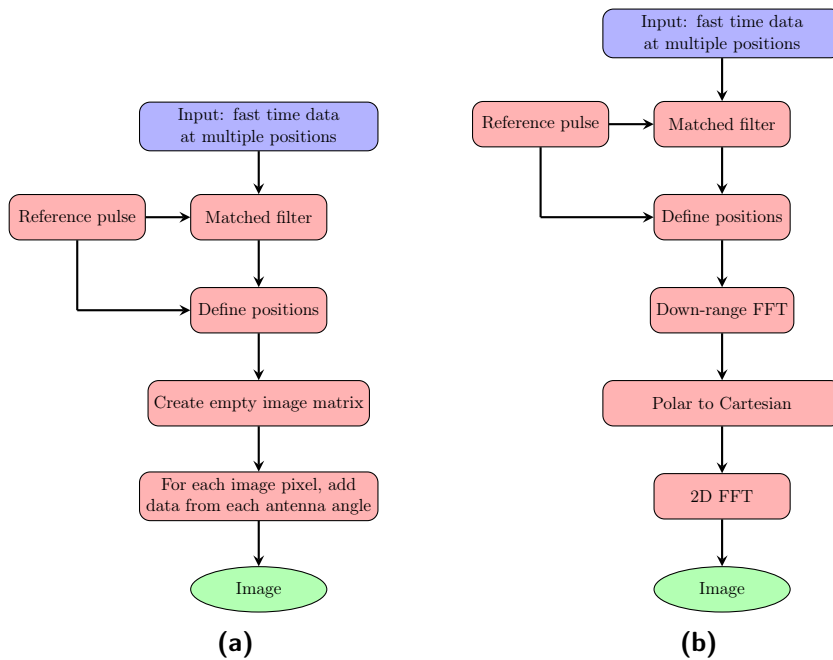 Input: fast time data
at multiple positions
Reference pulse
Matched filter
Define positions
Create empty image matrix
For each image pixel, add
data from each antenna angle
Image
(a)
Input: fast time data
at multiple positions
Reference pulse
Matched filter
Define positions
Down-range FFT
Polar to Cartesian
2D FFT
Image
(b)